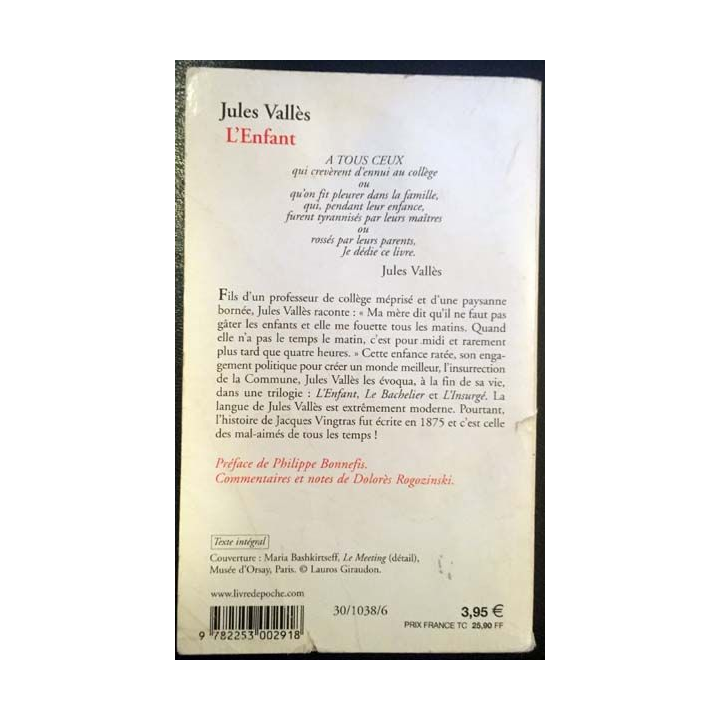 Jules Vallès
L'Enfant
A TOUS CEUX
qui crevèrent d'ennui au collège
ou
qu'on fit pleurer dans la famille,
qui, pendant leur enfance,
furent tyrannisés par leurs maîtres
ou
rossés par leurs parents,
Je dédie ce livre.
Jules Vallès
Fils d'un professeur de collège méprisé et d'une paysanne
bornée, Jules Vallès raconte : « Ma mère dit qu'il ne faut pas
gâter les enfants et elle me fouette tous les matins. Quand
elle n'a pas le temps le matin, c'est pour midi et rarement
plus tard que quatre heures. » Cette enfance ratée, son enga-
gement politique pour créer un monde meilleur, l'insurrection
de la Commune, Jules Vallès les évoqua, à la fin de sa vie,
dans une trilogie : L'Enfant, Le Bachelier et L'Insurgé. La
langue de Jules Vallès est extrêmement moderne. Pourtant,
l'histoire de Jacques Vingtras fut écrite en 1875 et c'est celle
des mal-aimés de tous les temps !
Préface de Philippe Bonnefis.
Commentaires et notes de Dolorès Rogozinski.
Texte intégral
Couverture : Maria Bashkirtseff, Le Meeting (détail),
Musée d'Orsay, Paris. © Lauros Giraudon.
www.livredepoche.com
30/1038/6
3,95 €
PRIX FRANCE TC 25,90 FF
9 782253 002918